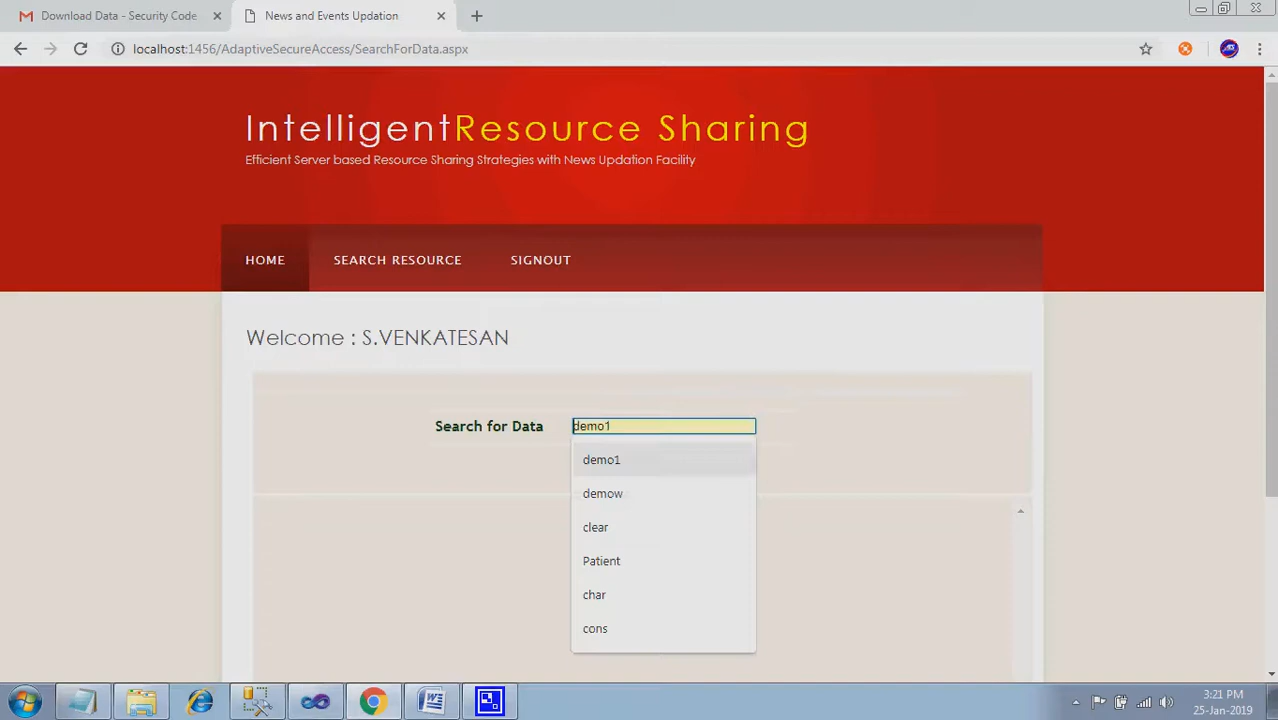 Download Data - Security Code
News and Events Updation
localhost:1456/AdaptiveSecureAccess/SearchForData.aspx
IntelligentResource Sharing
Efficient Server based Resource Sharing Strategies with News Updation Facility
HOME SEARCH RESOURCE SIGNOUT
Welcome : S.VENKATESAN
Search for Data demo1
demo1
demow
clear
Patient
char
cons
3:21 PM
25-Jan-2019